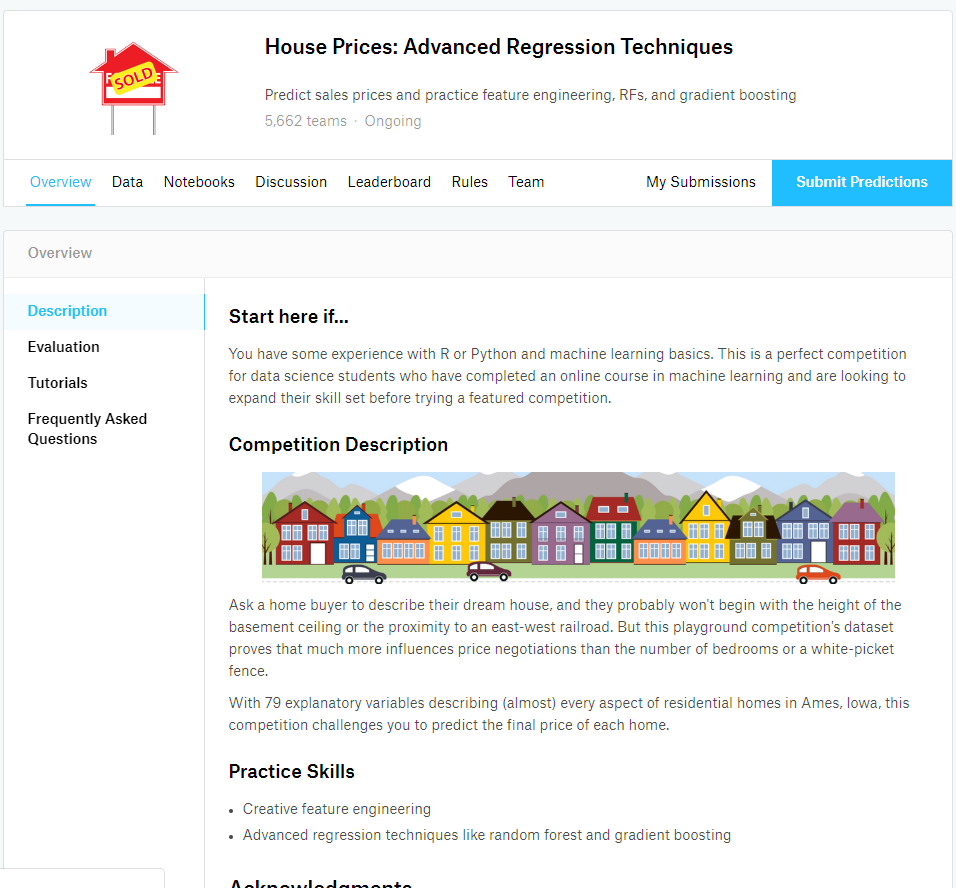 SOLD
House Prices: Advanced Regression Techniques
Predict sales prices and practice feature engineering, RFs, and gradient boosting
5,662 teams · Ongoing
Overview Data Notebooks Discussion Leaderboard Rules Team My Submissions Submit Predictions
Overview
Description
Evaluation
Tutorials
Frequently Asked
Questions
Start here if...
You have some experience with R or Python and machine learning basics. This is a perfect competition
for data science students who have completed an online course in machine learning and are looking to
expand their skill set before trying a featured competition.
Competition Description
Ask a home buyer to describe their dream house, and they probably won't begin with the height of the
basement ceiling or the proximity to an east-west railroad. But this playground competition's dataset
proves that much more influences price negotiations than the number of bedrooms or a white-picket
fence.
With 79 explanatory variables describing (almost) every aspect of residential homes in Ames, Iowa, this
competition challenges you to predict the final price of each home.
Practice Skills
• Creative feature engineering
• Advanced regression techniques like random forest and gradient boosting
Acknowledgments